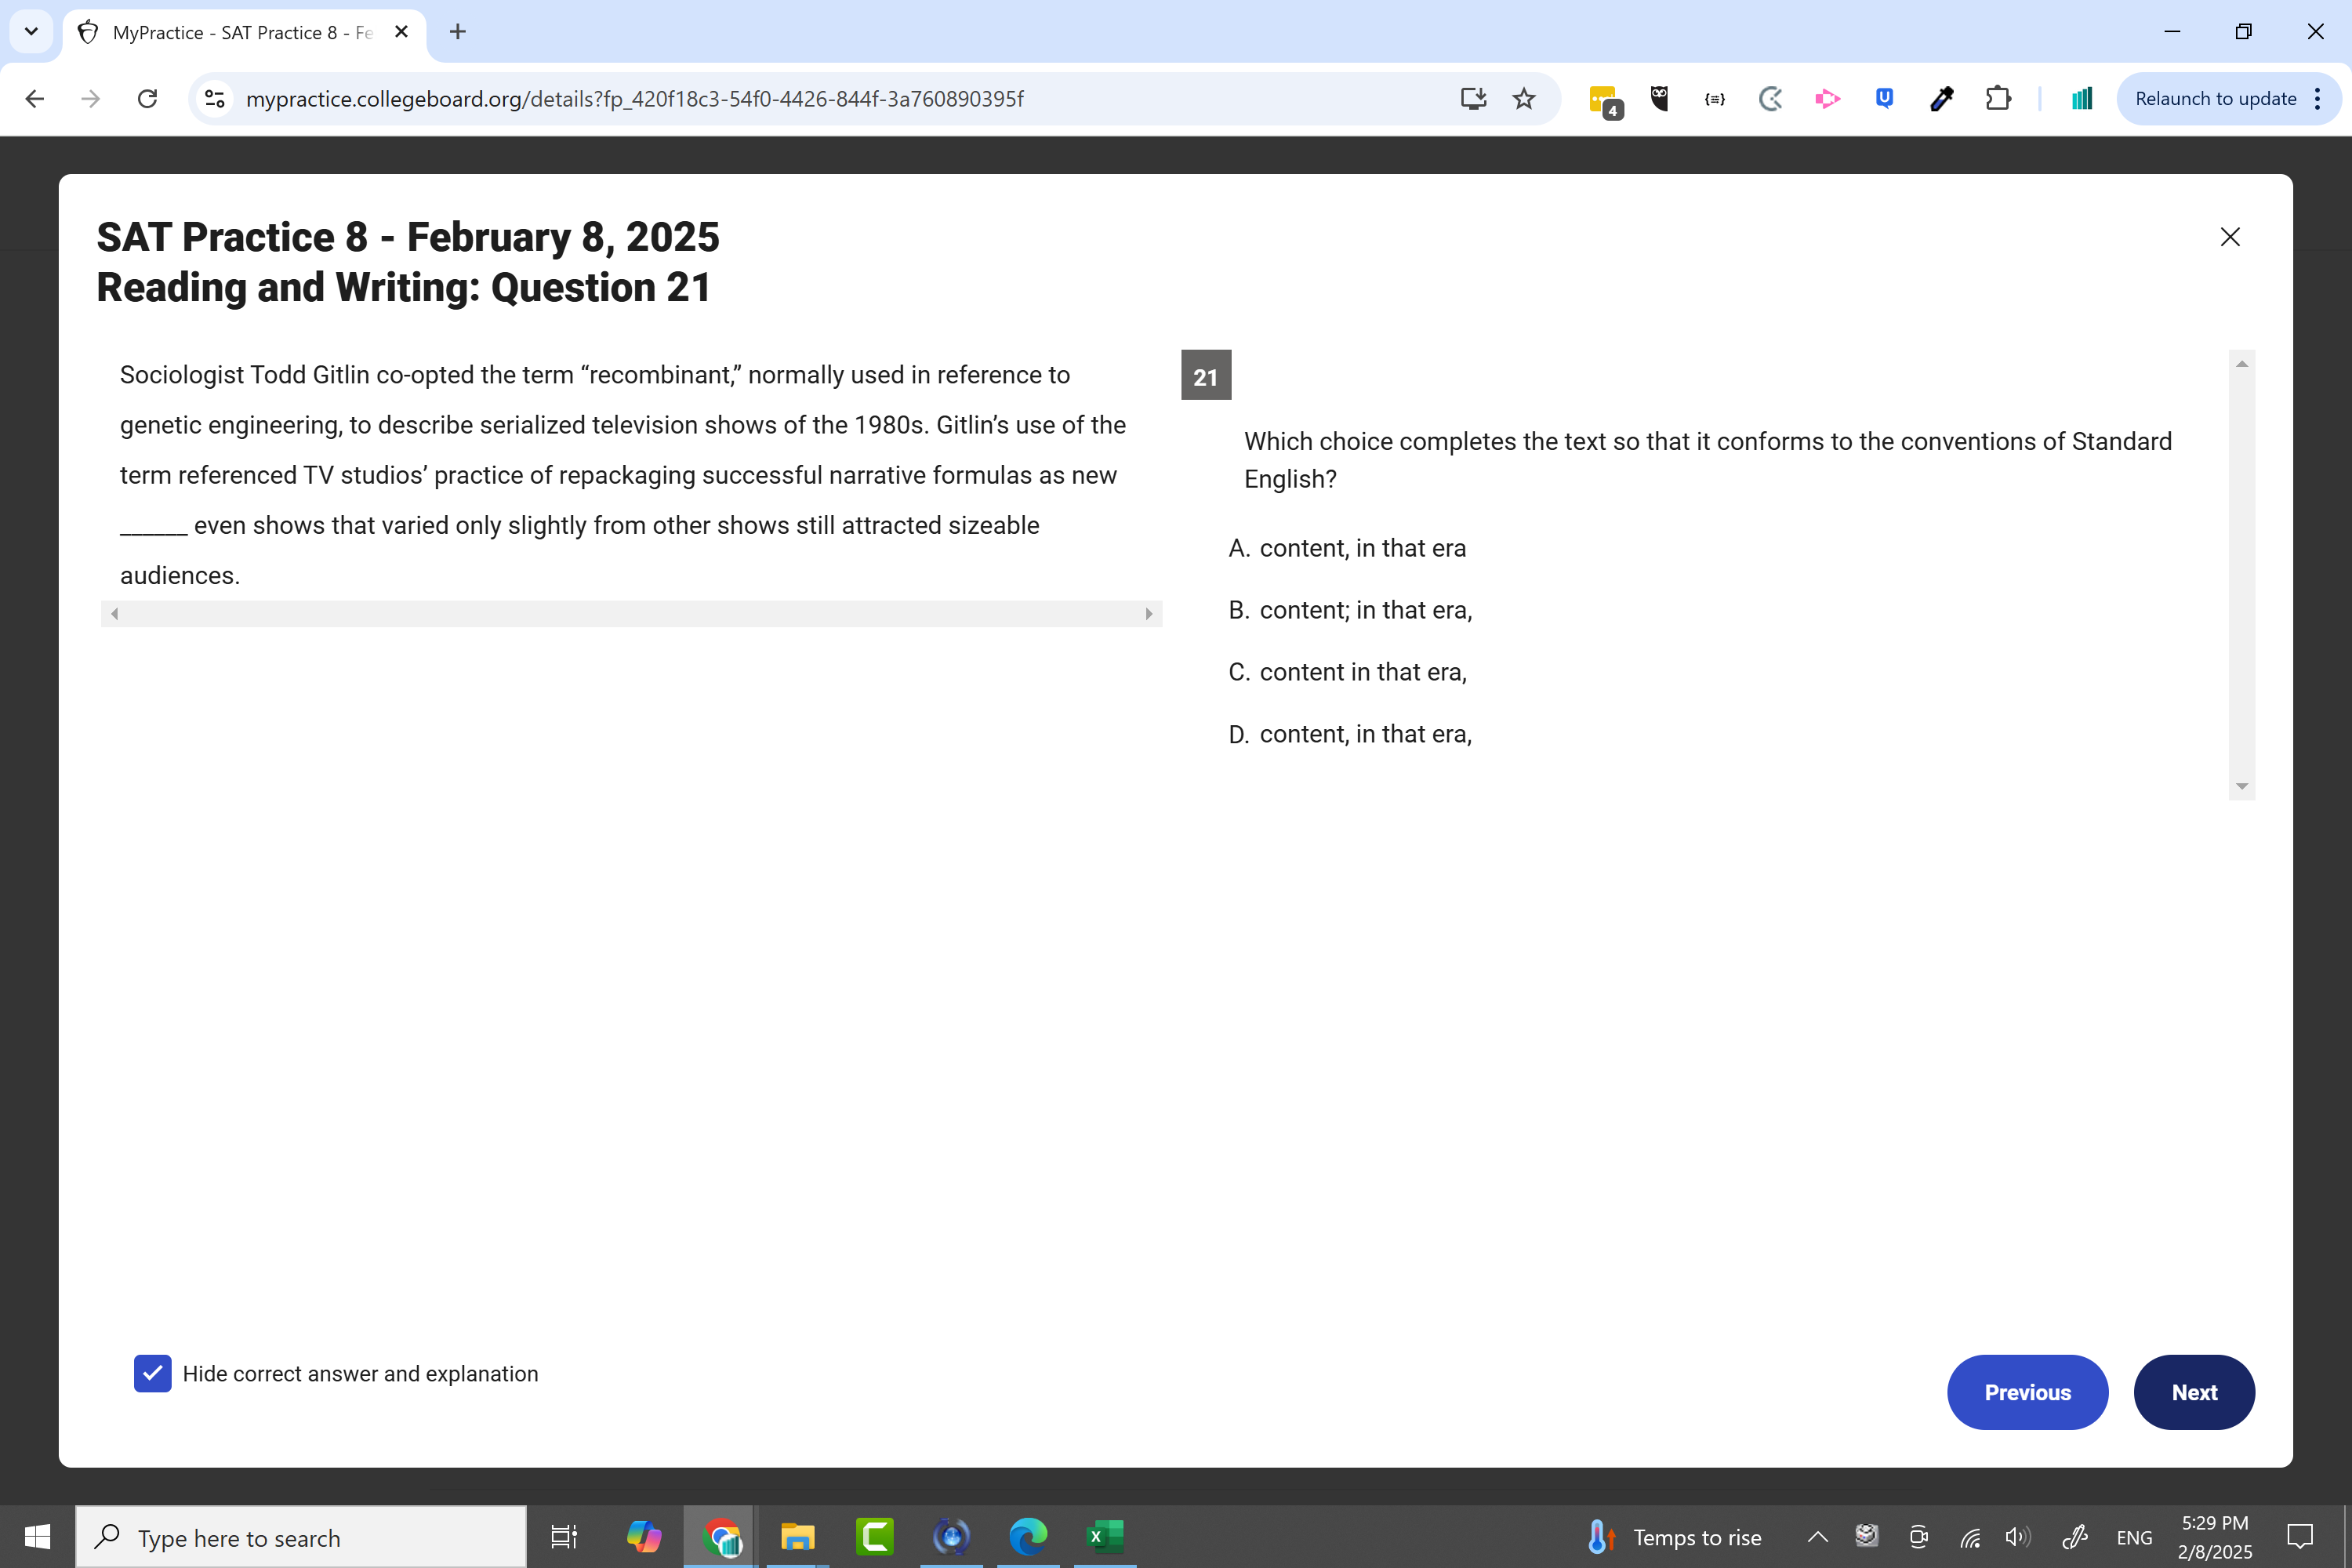 MyPractice - SAT Practice 8 - Fe
mypractice.collegeboard.org/details?fp_420f18c3-54f0-4426-844f-3a760890395f
4
Relaunch to update
SAT Practice 8 - February 8, 2025
Reading and Writing: Question 21
Sociologist Todd Gitlin co-opted the term “recombinant,” normally used in reference to
genetic engineering, to describe serialized television shows of the 1980s. Gitlin’s use of the
term referenced TV studios’ practice of repackaging successful narrative formulas as new
______ even shows that varied only slightly from other shows still attracted sizeable
audiences.
21
Which choice completes the text so that it conforms to the conventions of Standard
English?
A. content, in that era
B. content; in that era,
C. content in that era,
D. content, in that era,
Hide correct answer and explanation
Previous
Next
Type here to search
Temps to rise
ENG
5:29 PM
2/8/2025